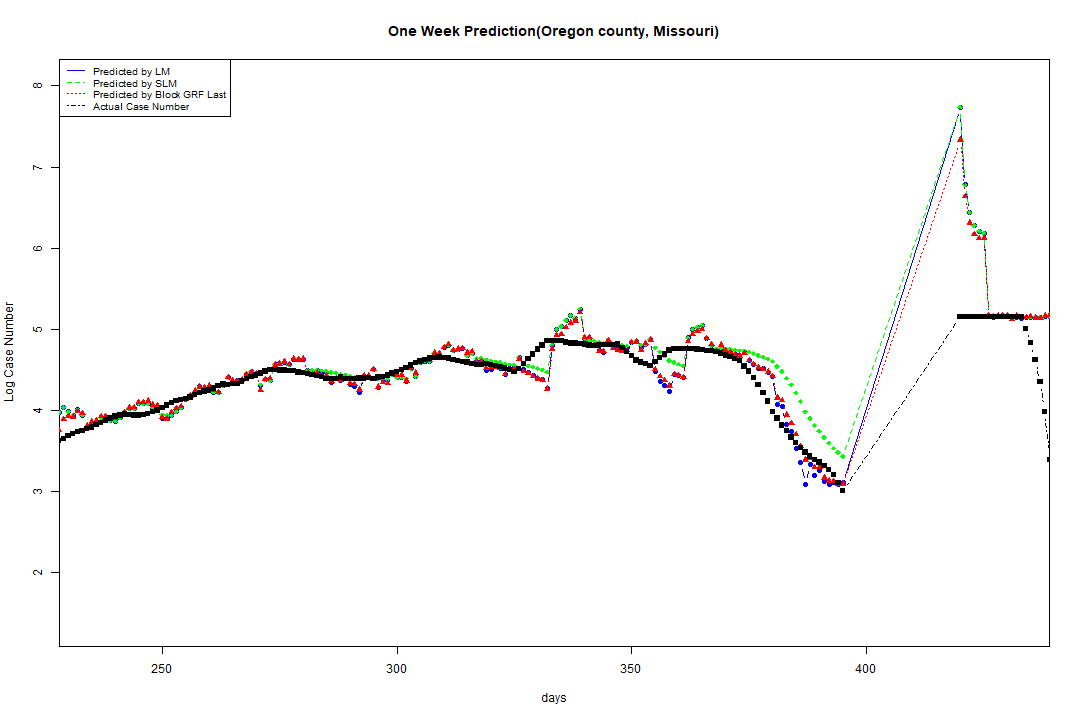 One Week Prediction(Oregon county, Missouri)
Predicted by LM
Predicted by SLM
Predicted by Block GRF Last
Actual Case Number
8
7
6
5
4
3
2
Log Case Number
250 300 350 400
days